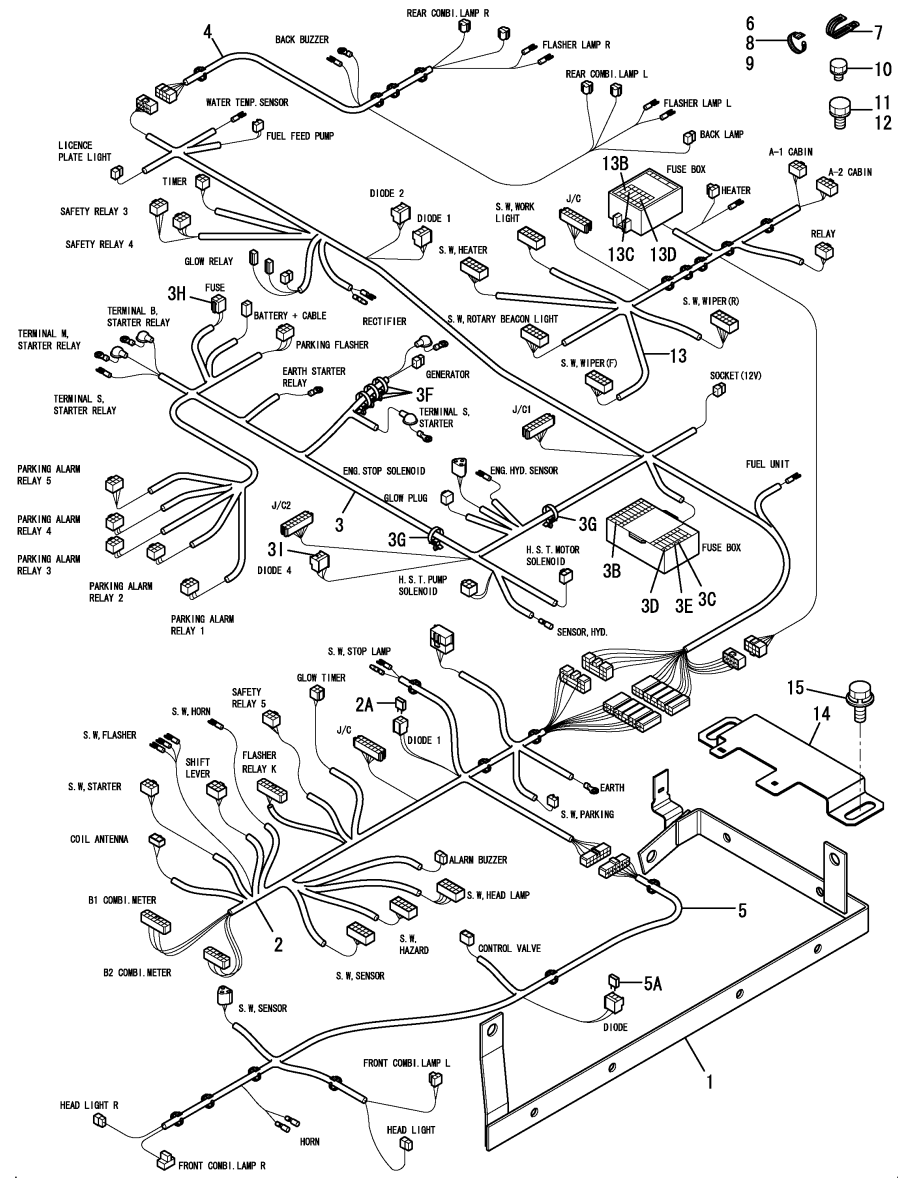 REAR COMBI.LAMP R
4
BACK BUZZER
FLASHER LAMP R
6
8
9
7
REAR COMBI.LAMP L
10
WATER TEMP.SENSOR
FLASHER LAMP L
11
12
FUEL FEED PUMP
BACK LAMP
LICENCE
PLATE LIGHT
A-1 CABIN
13B
FUSE BOX
A-2 CABIN
TIMER
DIODE 2
HEATER
J/C
S.W,WORK
LIGHT
SAFETY RELAY 3
DIODE 1
RELAY
SAFETY RELAY 4
S.W,HEATER
13C
13D
GLOW RELAY
3H
FUSE
S.W,WIPER(R)
TERMINAL B,
STARTER RELAY
BATTERY + CABLE
RECTIFIER
S.W,ROTARY BEACON LIGHT
TERMINAL M,
STARTER RELAY
PARKING FLASHER
13
S.W,WIPER(F)
EARTH STARTER
RELAY
GENERATOR
SOCKET(12V)
3F
TERMINAL S,
STARTER RELAY
TERMINAL S,
STARTER
J/C1
PARKING ALARM
RELAY 5
ENG.STOP SOLENOID
ENG.HYD.SENSOR
FUEL UNIT
GLOW PLUG
J/C2
3
3G
PARKING ALARM
RELAY 4
3G
3I
FUSE BOX
H.S.T.MOTOR
SOLENOID
PARKING ALARM
RELAY 3
DIODE 4
3B
PARKING ALARM
RELAY 2
H.S.T.PUMP
SOLENOID
3D
3E
3C
PARKING ALARM
RELAY 1
SENSOR,HYD.
S.W,STOP LAMP
GLOW TIMER
15
SAFETY
RELAY 5
2A
S.W,HORN
14
J/C
DIODE 1
S.W,FLASHER
SHIFT
LEVER
FLASHER
RELAY K
S.W,STARTER
EARTH
S.W,PARKING
COIL ANTENNA
ALARM BUZZER
B1 COMBI.METER
S.W,HEAD LAMP
5
2
S.W,
HAZARD
CONTROL VALVE
B2 COMBI.METER
S.W,SENSOR
5A
S.W,SENSOR
DIODE
FRONT COMBI.LAMP L
1
HEAD LIGHT R
HEAD LIGHT
HORN
FRONT COMBI.LAMP R